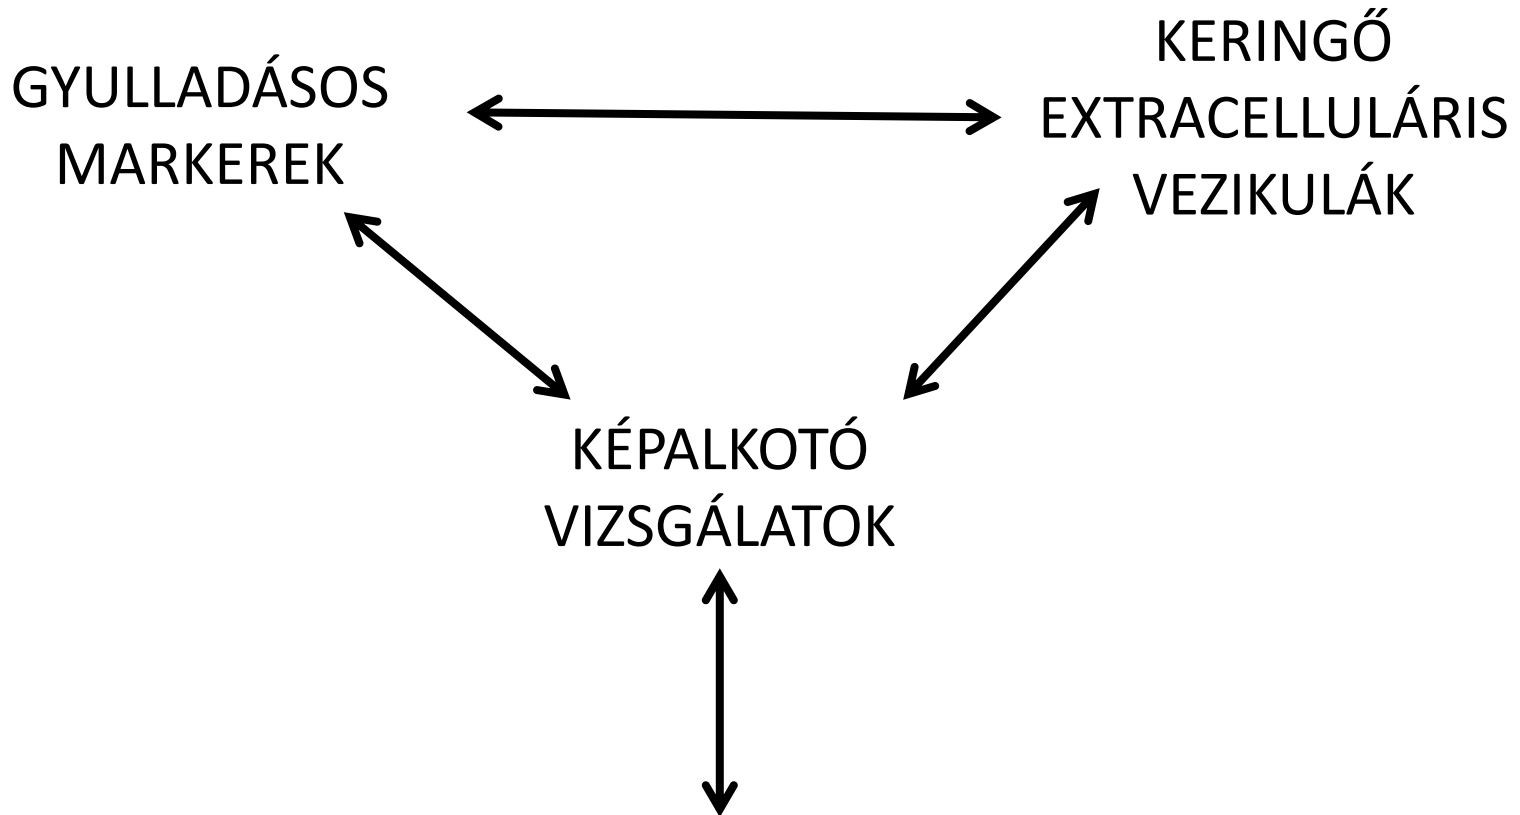 GYULLADÁSOS
MARKEREK
KERINGŐ
EXTRACELLULÁRIS
VEZIKULÁK
KÉPALKOTÓ
VIZSGÁLATOK